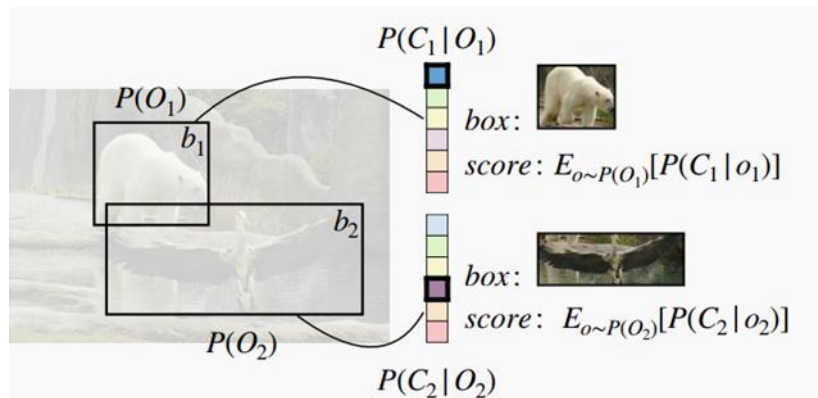 P(C₁ | O₁)
P(O₁)
b₁
box:
score: E_{o~P(O₁)}[P(C₁ | o₁)]
b₂
box:
score: E_{o~P(O₂)}[P(C₂ | o₂)]
P(O₂)
P(C₂ | O₂)